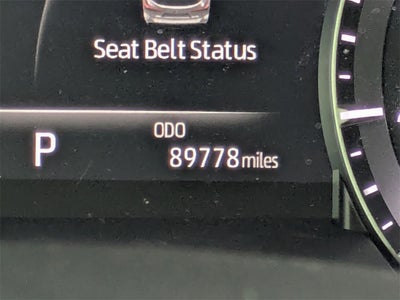 Seat Belt Status
ODO
P 89778 miles